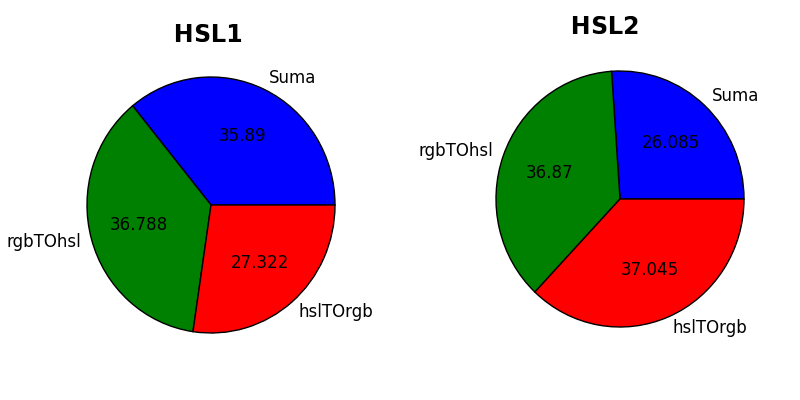 HSL1
Suma
35.89
rgbTOhsl
36.788
27.322
hslTOrgb
HSL2
Suma
26.085
rgbTOhsl
36.87
37.045
hslTOrgb